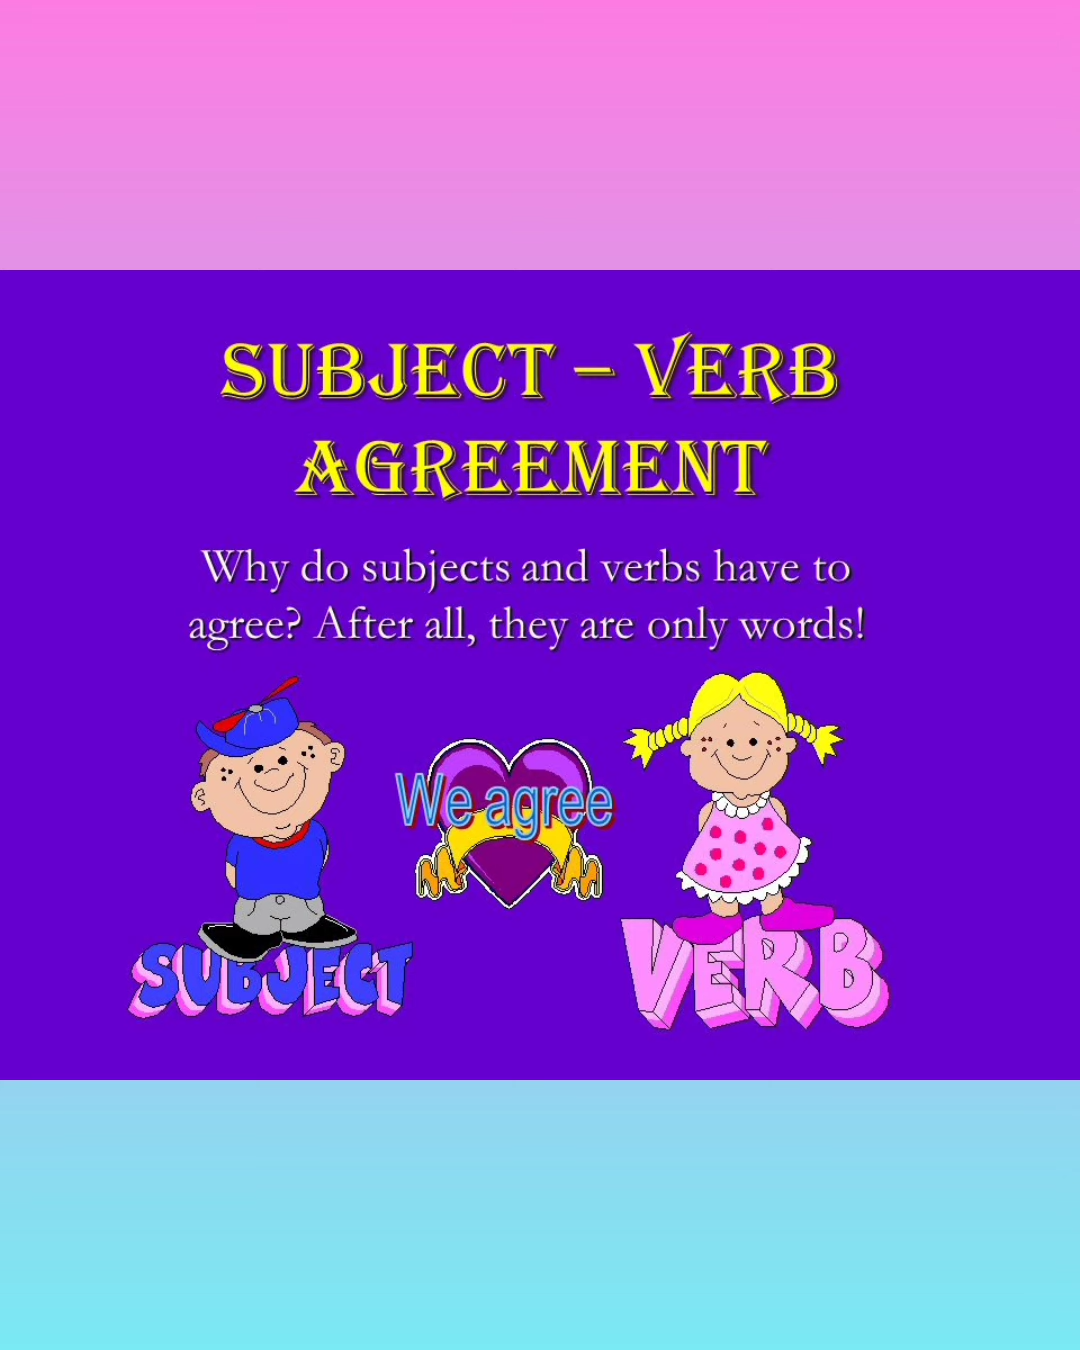 SUBJECT – VERB
AGREEMENT
Why do subjects and verbs have to
agree? After all, they are only words!
We agree
SUBJECT
VERB